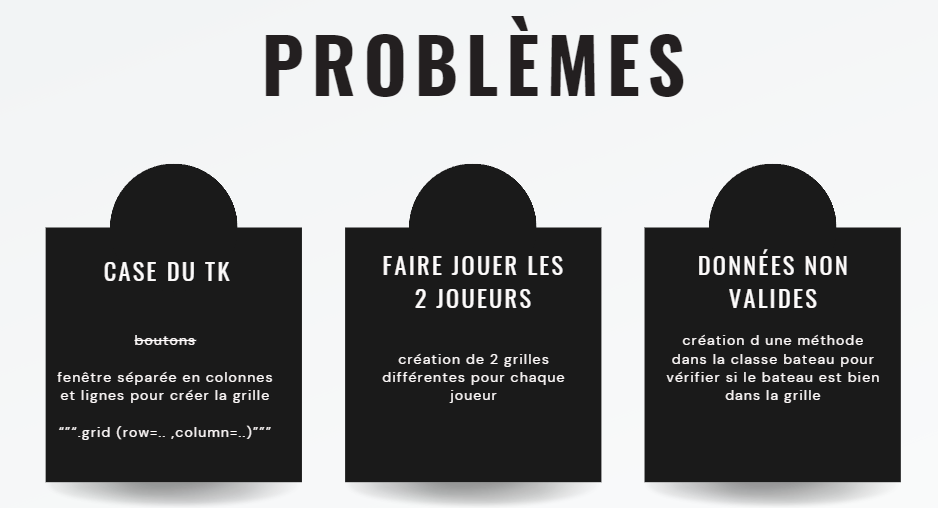 PROBLÈMES
CASE DU TK
boutons
fenêtre séparée en colonnes
et lignes pour créer la grille
""".grid (row=.. ,column=..)"""
FAIRE JOUER LES
2 JOUEURS
création de 2 grilles
différentes pour chaque
joueur
DONNÉES NON
VALIDES
création d une méthode
dans la classe bateau pour
vérifier si le bateau est bien
dans la grille